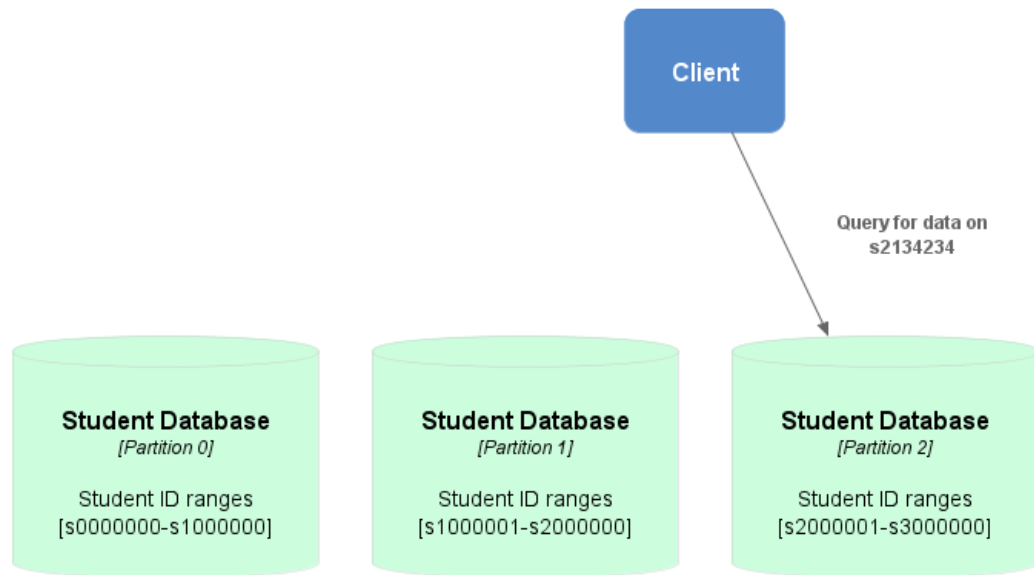 Client
Query for data on
s2134234
Student Database
[Partition 0]
Student ID ranges
[s0000000-s1000000]
Student Database
[Partition 1]
Student ID ranges
[s1000001-s2000000]
Student Database
[Partition 2]
Student ID ranges
[s2000001-s3000000]